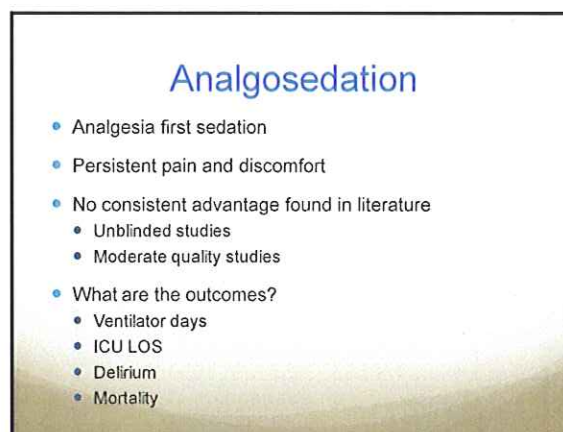 Analgosedation
Analgesia first sedation
Persistent pain and discomfort
No consistent advantage found in literature
Unblinded studies
Moderate quality studies
What are the outcomes?
Ventilator days
ICU LOS
Delirium
Mortality